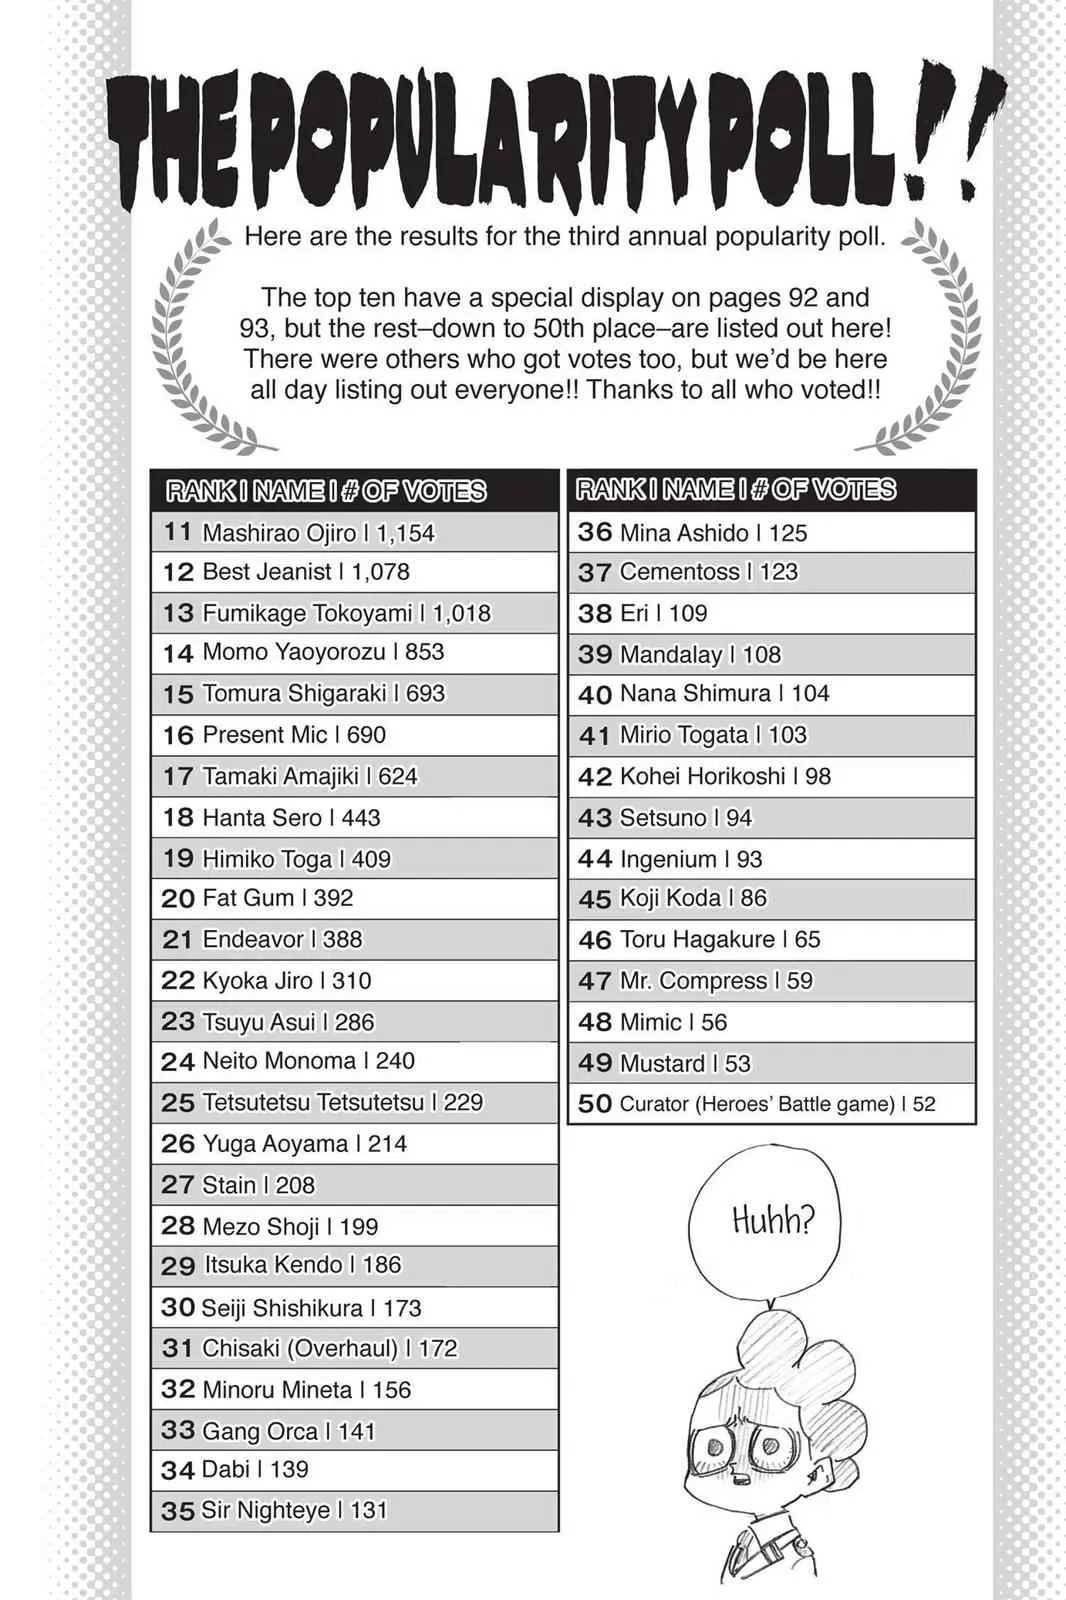 THE POPULARITY POLL!!
Here are the results for the third annual popularity poll.
The top ten have a special display on pages 92 and
93, but the rest–down to 50th place–are listed out here!
There were others who got votes too, but we'd be here
all day listing out everyone!! Thanks to all who voted!!
RANK | NAME | # OF VOTES
11 Mashirao Ojiro | 1,154
12 Best Jeanist | 1,078
13 Fumikage Tokoyami | 1,018
14 Momo Yaoyorozu | 853
15 Tomura Shigaraki | 693
16 Present Mic | 690
17 Tamaki Amajiki | 624
18 Hanta Sero | 443
19 Himiko Toga | 409
20 Fat Gum | 392
21 Endeavor | 388
22 Kyoka Jiro | 310
23 Tsuyu Asui | 286
24 Neito Monoma | 240
25 Tetsutetsu Tetsutetsu | 229
26 Yuga Aoyama | 214
27 Stain | 208
28 Mezo Shoji | 199
29 Itsuka Kendo | 186
30 Seiji Shishikura | 173
31 Chisaki (Overhaul) | 172
32 Minoru Mineta | 156
33 Gang Orca | 141
34 Dabi | 139
35 Sir Nighteye | 131
RANK | NAME | # OF VOTES
36 Mina Ashido | 125
37 Cementoss | 123
38 Eri | 109
39 Mandalay | 108
40 Nana Shimura | 104
41 Mirio Togata | 103
42 Kohei Horikoshi | 98
43 Setsuno | 94
44 Ingenium | 93
45 Koji Koda | 86
46 Toru Hagakure | 65
47 Mr. Compress | 59
48 Mimic | 56
49 Mustard | 53
50 Curator (Heroes' Battle game) | 52
Huhh?